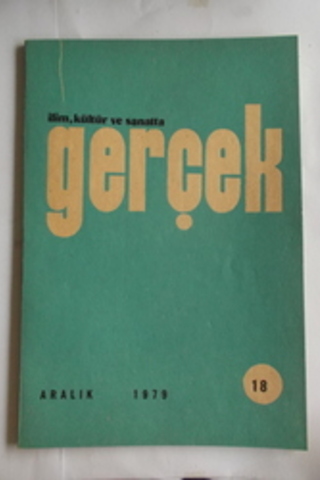 ilim, kültür ve sanatta
gerçek
ARALIK 1979
18